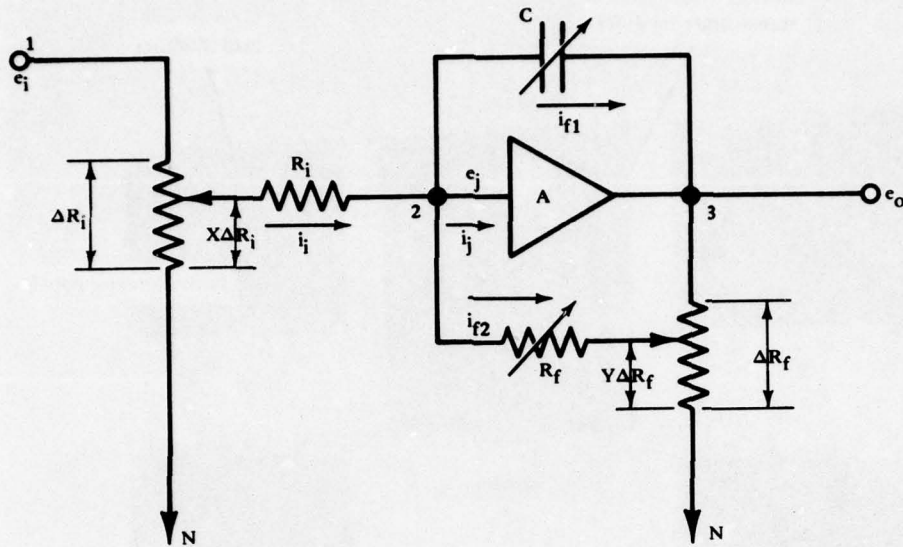 C
1
e_i
i_f1
R_i
e_j
A
ΔR_i
XΔR_i
2
3
e_o
i_i
i_j
i_f2
R_f
YΔR_f
ΔR_f
N
N